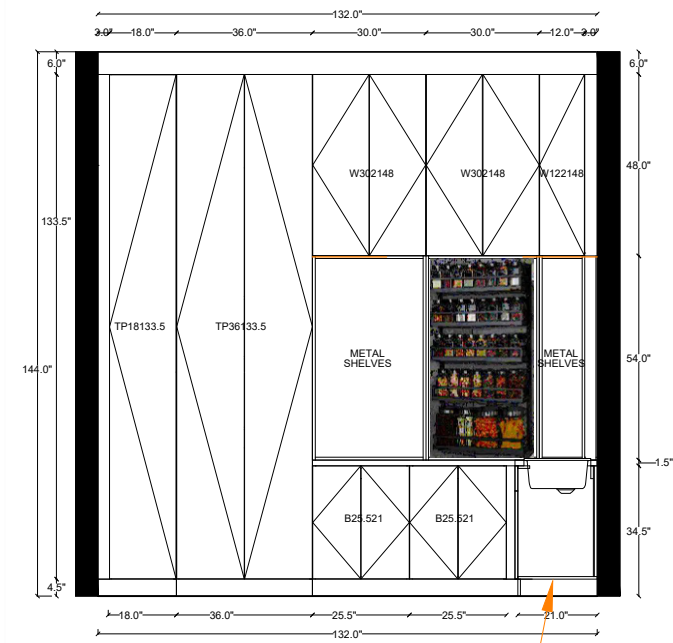 132.0"
3.0" 18.0" 36.0" 30.0" 30.0" 12.0" 3.0"
6.0" 6.0"
W302148 W302148 W122148 48.0"
133.5"
TP18133.5 TP36133.5
METAL
SHELVES
METAL
SHELVES
54.0"
144.0"
1.5"
B25.521 B25.521
34.5"
4.5"
18.0" 36.0" 25.5" 25.5" 21.0"
132.0"